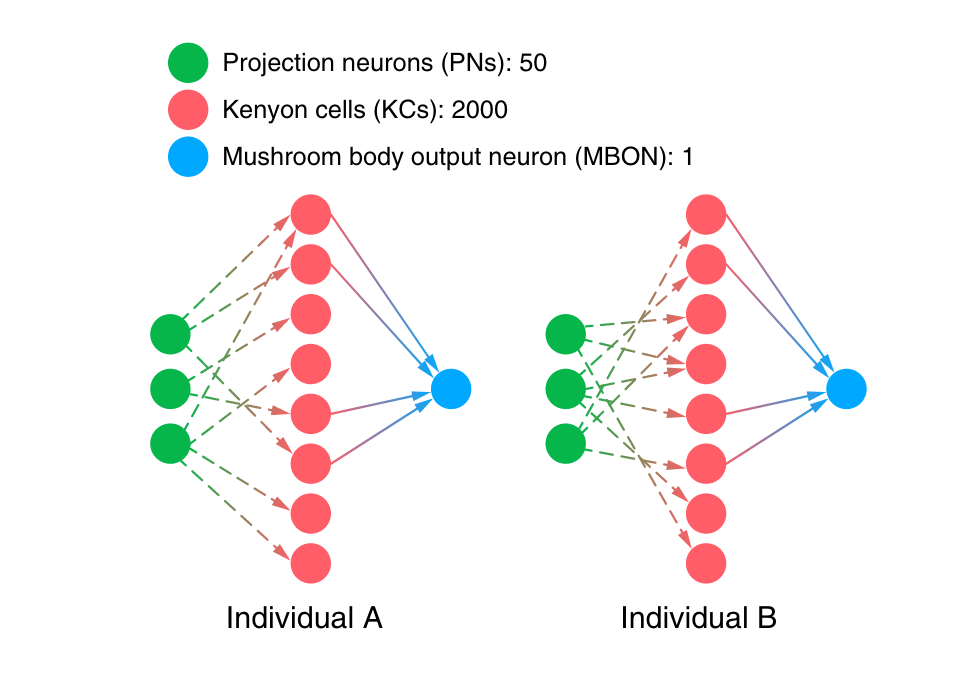 Projection neurons (PNs): 50
Kenyon cells (KCs): 2000
Mushroom body output neuron (MBON): 1
Individual A
Individual B